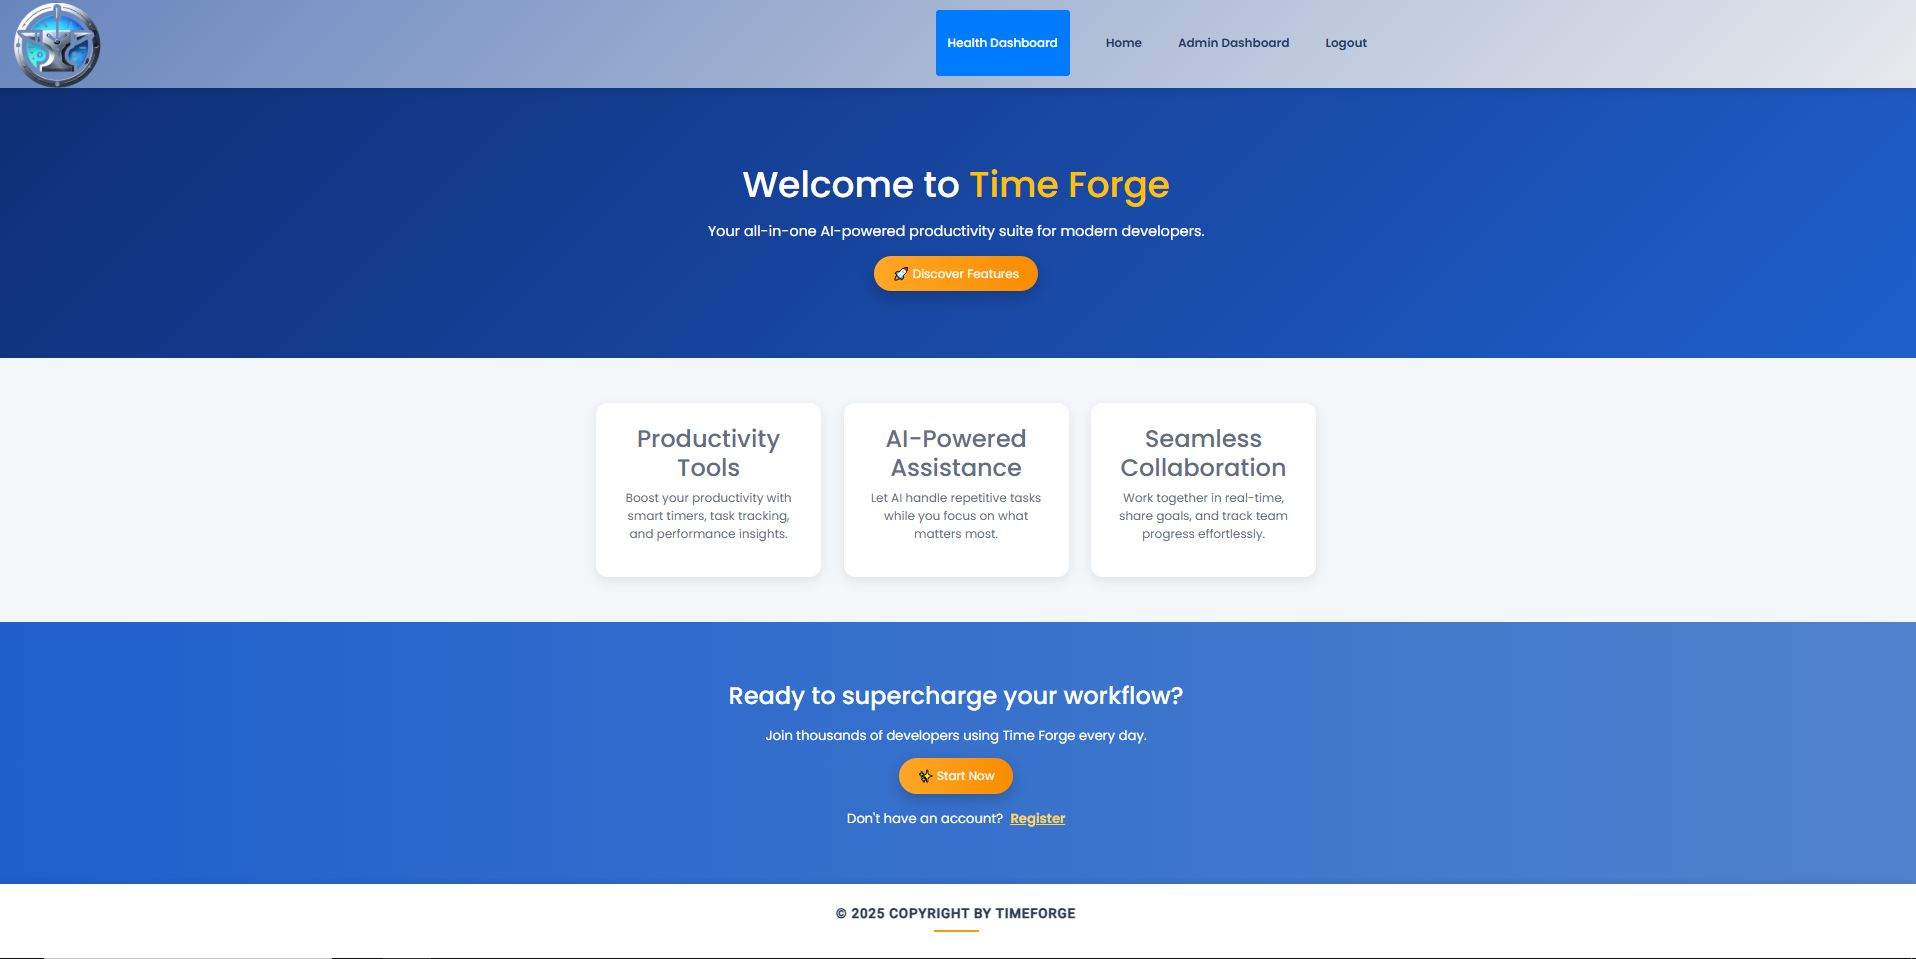 Health Dashboard Home Admin Dashboard Logout
Welcome to Time Forge
Your all-in-one AI-powered productivity suite for modern developers.
🚀 Discover Features
Productivity
Tools
Boost your productivity with
smart timers, task tracking,
and performance insights.
AI-Powered
Assistance
Let AI handle repetitive tasks
while you focus on what
matters most.
Seamless
Collaboration
Work together in real-time,
share goals, and track team
progress effortlessly.
Ready to supercharge your workflow?
Join thousands of developers using Time Forge every day.
✨ Start Now
Don't have an account? Register
© 2025 COPYRIGHT BY TIMEFORGE